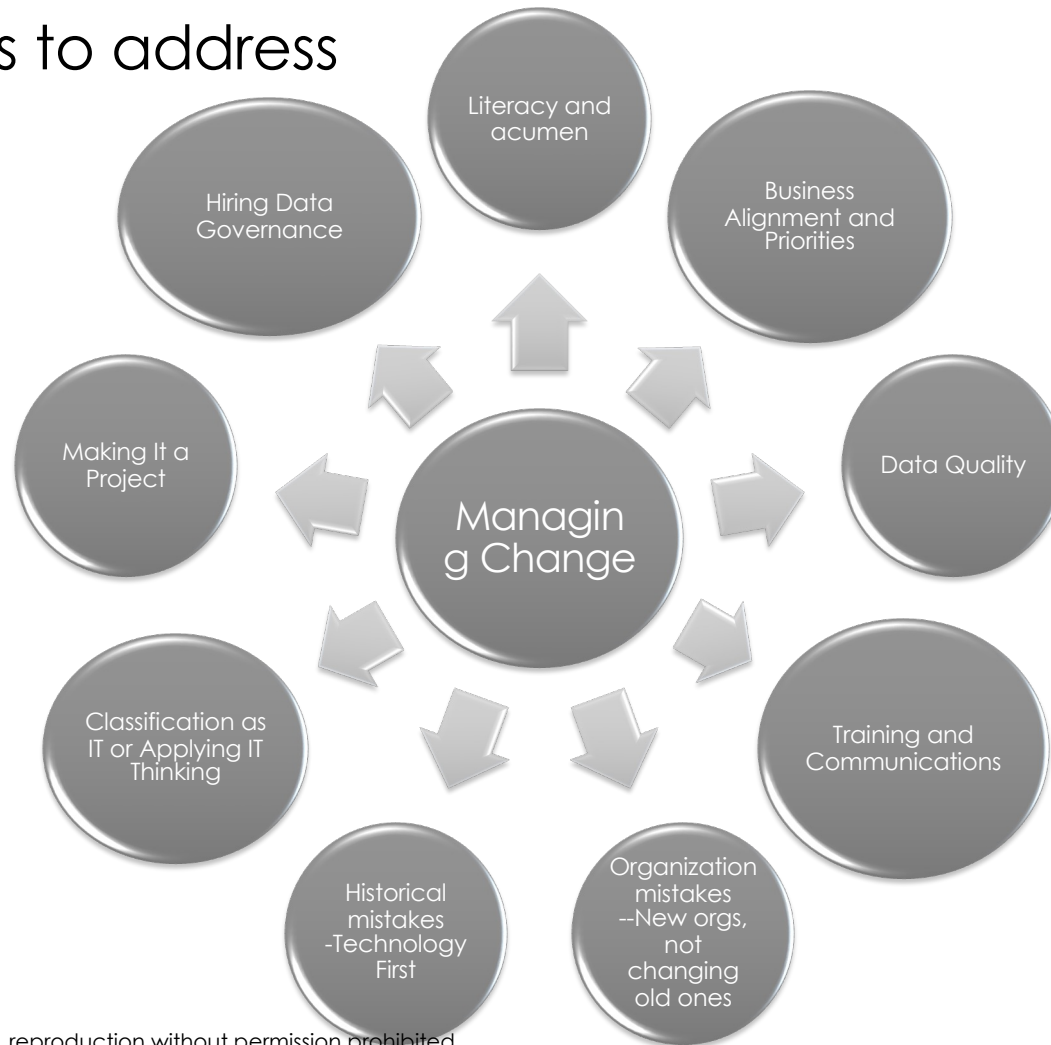 s to address
Literacy and
acumen
Business
Alignment and
Priorities
Data Quality
Training and
Communications
Organization
mistakes
--New orgs,
not
changing
old ones
Historical
mistakes
-Technology
First
Classification as
IT or Applying IT
Thinking
Making It a
Project
Hiring Data
Governance
Managin
g Change
reproduction without permission prohibited